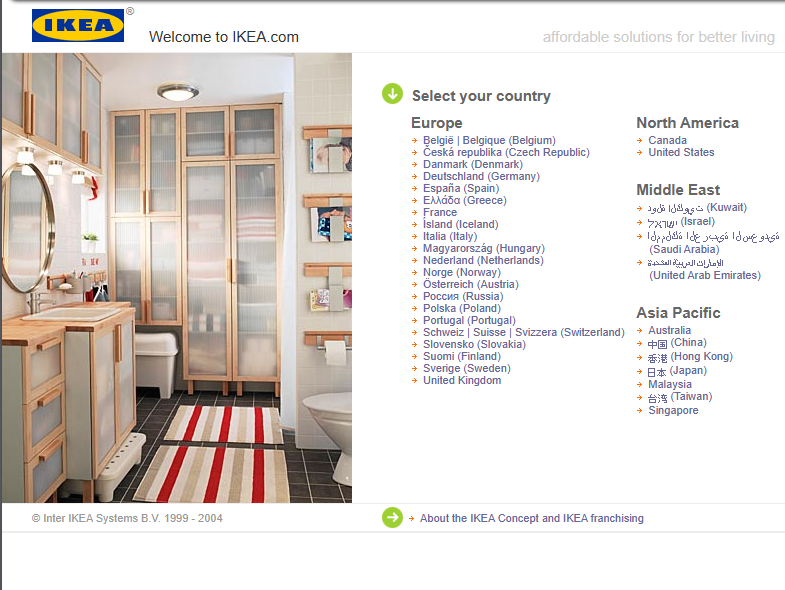 IKEA®
Welcome to IKEA.com
affordable solutions for better living
Select your country
Europe
België | Belgique (Belgium)
Česká republika (Czech Republic)
Danmark (Denmark)
Deutschland (Germany)
España (Spain)
Ελλάδα (Greece)
France
Ísland (Iceland)
Italia (Italy)
Magyarország (Hungary)
Nederland (Netherlands)
Norge (Norway)
Österreich (Austria)
Россия (Russia)
Polska (Poland)
Portugal (Portugal)
Schweiz | Suisse | Svizzera (Switzerland)
Slovensko (Slovakia)
Suomi (Finland)
Sverige (Sweden)
United Kingdom
North America
Canada
United States
Middle East
دولة الكويت (Kuwait)
ישראל (Israel)
المملكة العربية السعودية
(Saudi Arabia)
الإمارات العربية المتحدة
(United Arab Emirates)
Asia Pacific
Australia
中国 (China)
香港 (Hong Kong)
日本 (Japan)
Malaysia
台湾 (Taiwan)
Singapore
© Inter IKEA Systems B.V. 1999 - 2004
About the IKEA Concept and IKEA franchising